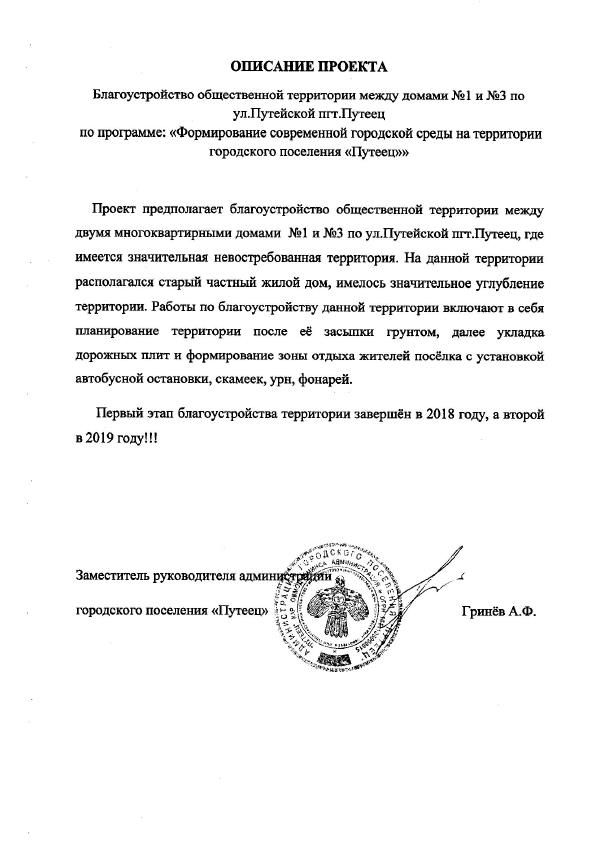 ОПИСАНИЕ ПРОЕКТА
Благоустройство общественной территории между домами №1 и №3 по
ул.Путейской пгт.Путеец
по программе: «Формирование современной городской среды на территории
городского поселения «Путеец»»
Проект предполагает благоустройство общественной территории между
двумя многоквартирными домами №1 и №3 по ул.Путейской пгт.Путеец, где
имеется значительная невостребованная территория. На данной территории
располагался старый частный жилой дом, имелось значительное углубление
территории. Работы по благоустройству данной территории включают в себя
планирование территории после её засыпки грунтом, далее укладка
дорожных плит и формирование зоны отдыха жителей посёлка с установкой
автобусной остановки, скамеек, урн, фонарей.
Первый этап благоустройства территории завершён в 2018 году, а второй
в 2019 году!!!
Заместитель руководителя администрации
городского поселения «Путеец»
Гринёв А.Ф.
АДМИНИСТРАЦИЯ ГОРОДСКОГО ПОСЕЛЕНИЯ